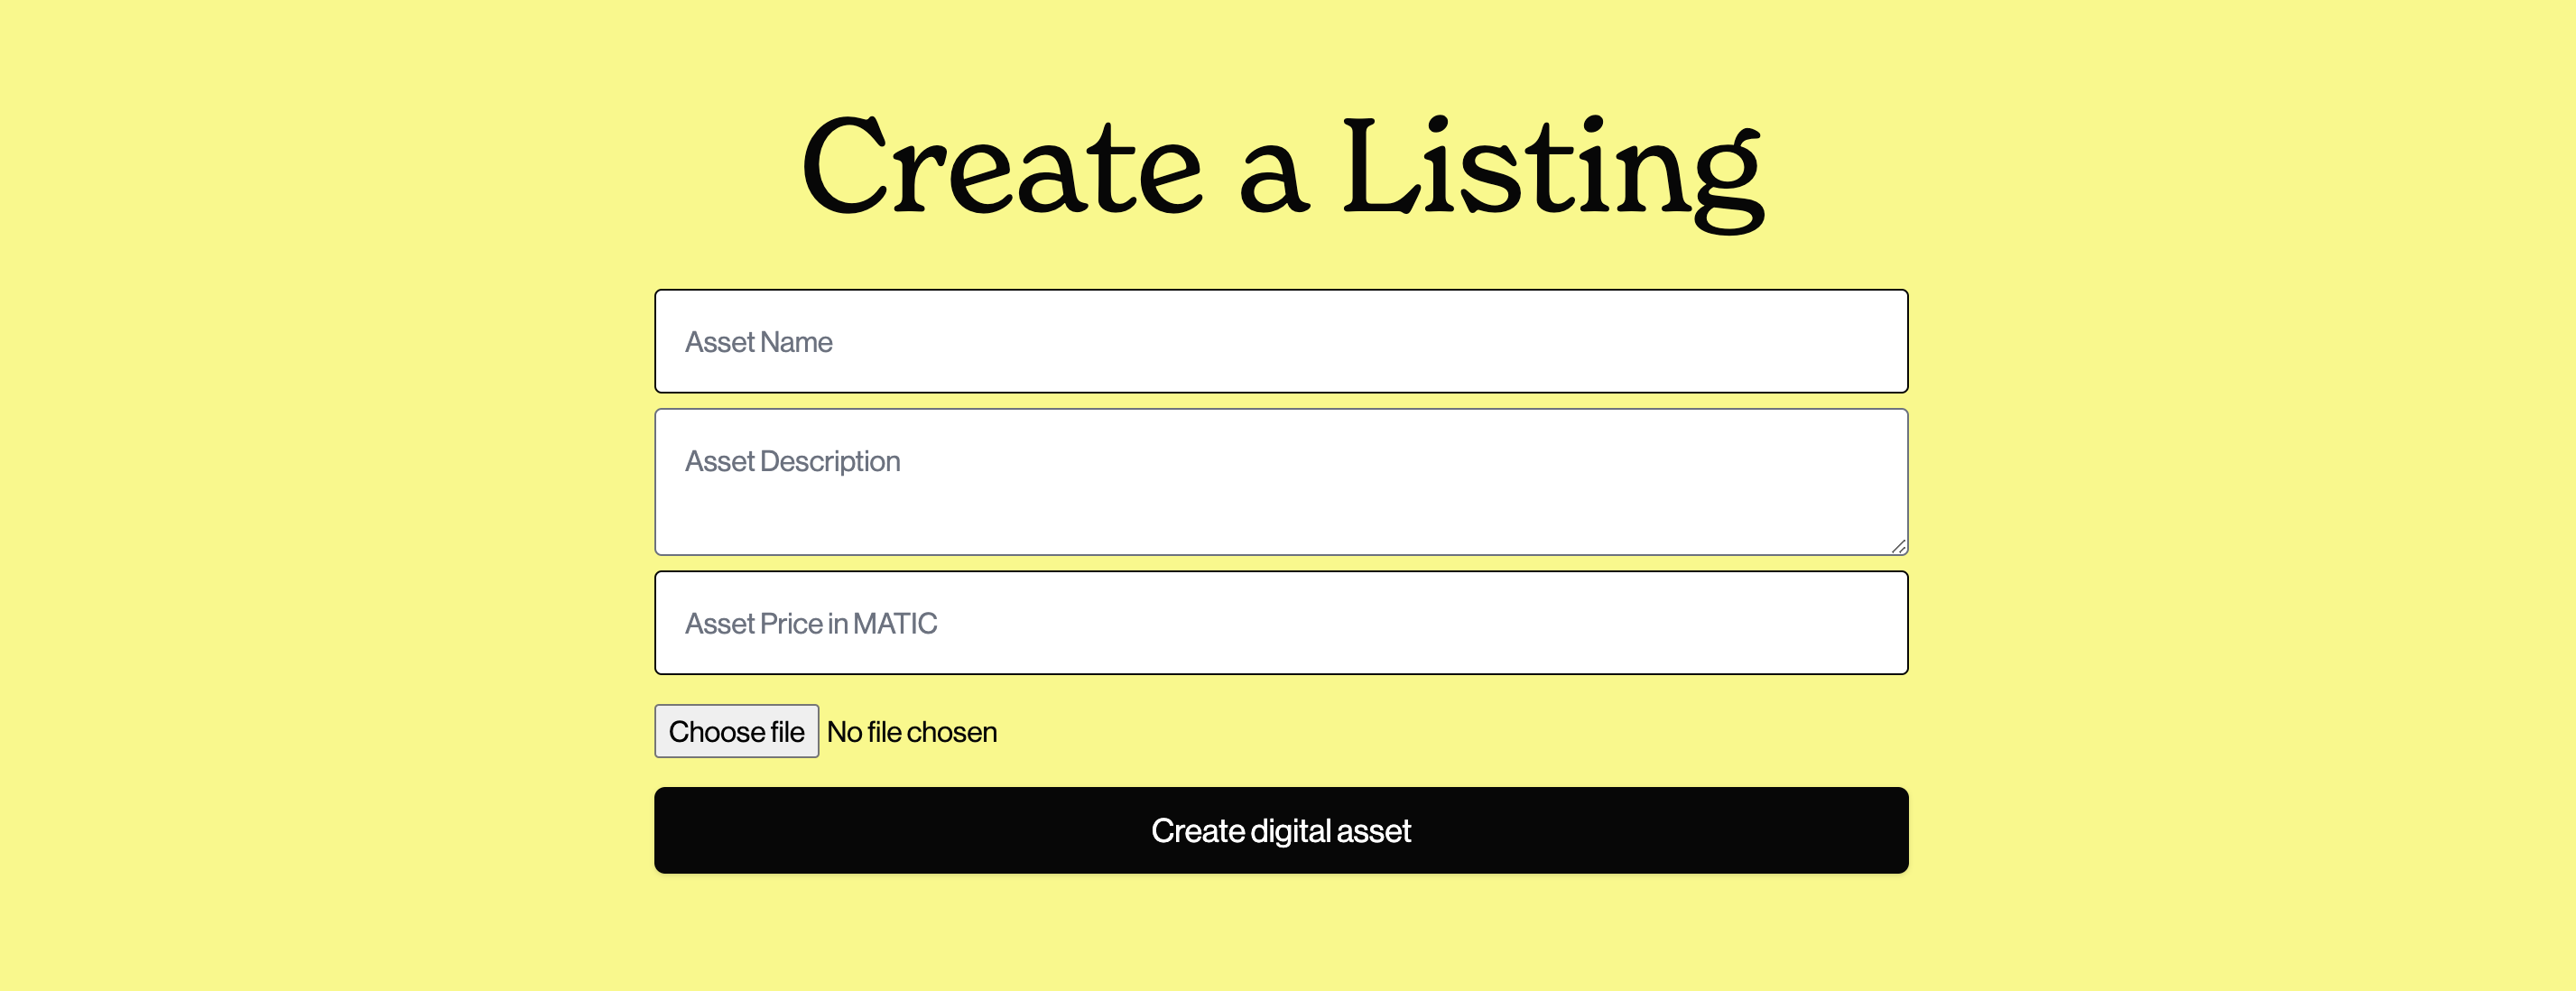 Create a Listing
Asset Name
Asset Description
Asset Price in MATIC
Choose file No file chosen
Create digital asset